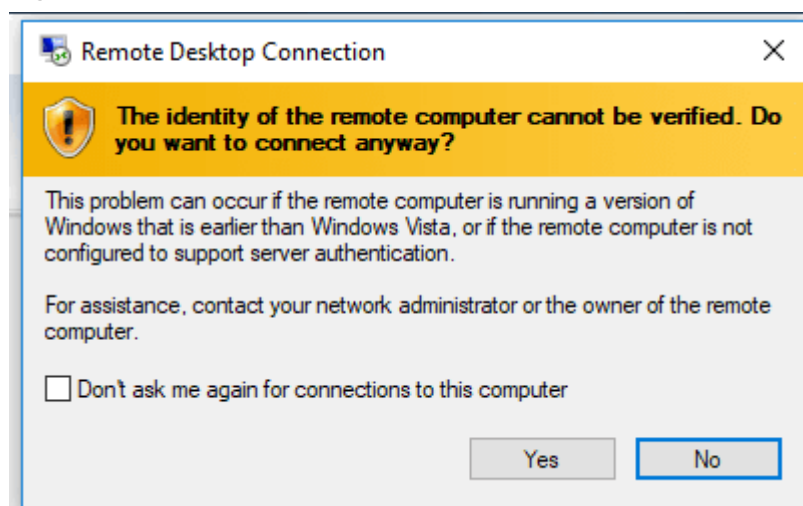 Remote Desktop Connection
The identity of the remote computer cannot be verified. Do
you want to connect anyway?
This problem can occur if the remote computer is running a version of
Windows that is earlier than Windows Vista, or if the remote computer is not
configured to support server authentication.
For assistance, contact your network administrator or the owner of the remote
computer.
Don't ask me again for connections to this computer
Yes
No